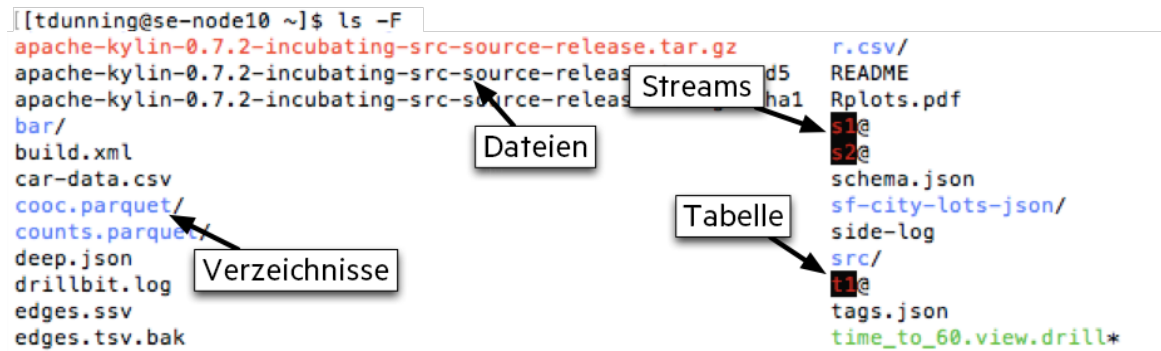 [[tdunning@se-node10 ~]$ ls -F
apache-kylin-0.7.2-incubating-src-source-release.tar.gz r.csv/
apache-kylin-0.7.2-incubating-src-source-releas d5 README
apache-kylin-0.7.2-incubating-src-source-releas ha1 Rplots.pdf
Streams
bar/ s1@
build.xml s2@
Dateien
car-data.csv schema.json
cooc.parquet/ sf-city-lots-json/
Tabelle
counts.parquet/ side-log
deep.json src/
Verzeichnisse
drillbit.log t1@
edges.ssv tags.json
edges.tsv.bak time_to_60.view.drill*